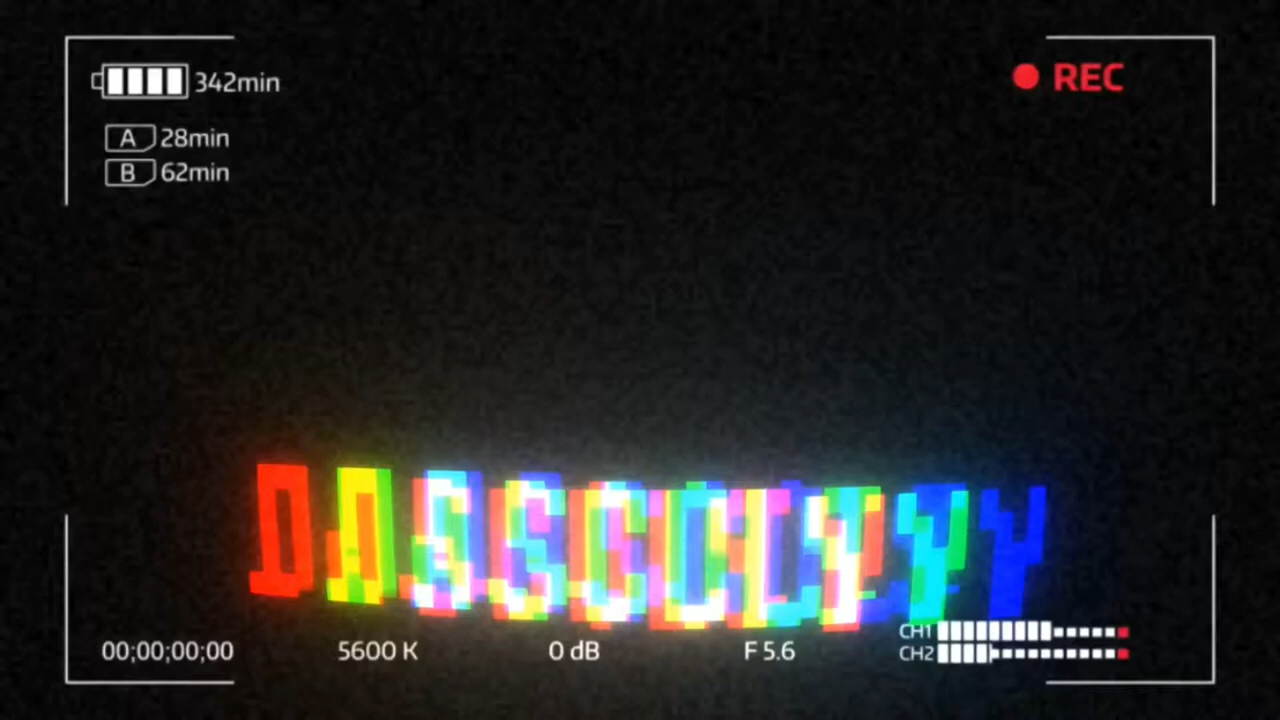 342min
REC
A 28min
B 62min
00;00;00;00
5600 K
0 dB
F 5.6
CH1
CH2